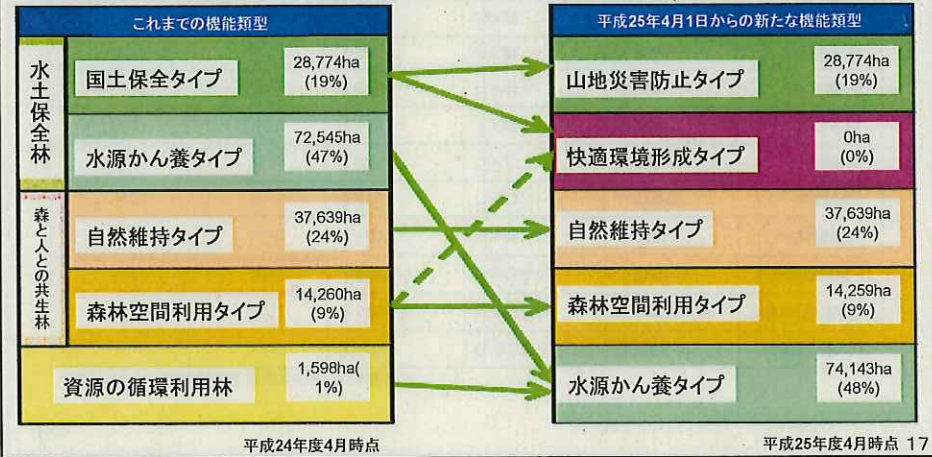 これまでの機能類型
水土保全林
国土保全タイプ
28,774ha
(19%)
水源かん養タイプ
72,545ha
(47%)
森と人との共生林
自然維持タイプ
37,639ha
(24%)
森林空間利用タイプ
14,260ha
(9%)
資源の循環利用林
1,598ha(
1%)
平成24年度4月時点
平成25年4月1日からの新たな機能類型
山地災害防止タイプ
28,774ha
(19%)
快適環境形成タイプ
0ha
(0%)
自然維持タイプ
37,639ha
(24%)
森林空間利用タイプ
14,259ha
(9%)
水源かん養タイプ
74,143ha
(48%)
平成25年度4月時点
17